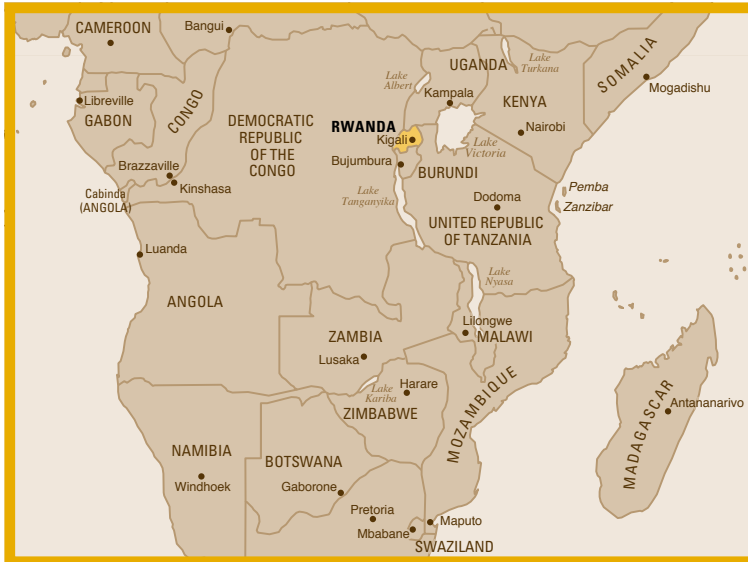 CAMEROON
Bangui
SOMALIA
Lake
Turkana
UGANDA
Lake
Albert
Mogadishu
Kampala
KENYA
Libreville
GABON
CONGO
DEMOCRATIC
REPUBLIC
OF THE
CONGO
RWANDA
Kigali
Nairobi
Lake
Victoria
Bujumbura
BURUNDI
Brazzaville
Kinshasa
Cabinda
(ANGOLA)
Lake
Tanganyika
Dodoma
Pemba
Zanzibar
UNITED REPUBLIC
OF TANZANIA
Luanda
Lake
Nyasa
ANGOLA
Lilongwe
MALAWI
ZAMBIA
Lusaka
Lake
Kariba
Harare
ZIMBABWE
MOZAMBIQUE
MADAGASCAR
Antananarivo
NAMIBIA
Windhoek
BOTSWANA
Gaborone
Pretoria
Mbabane
Maputo
SWAZILAND